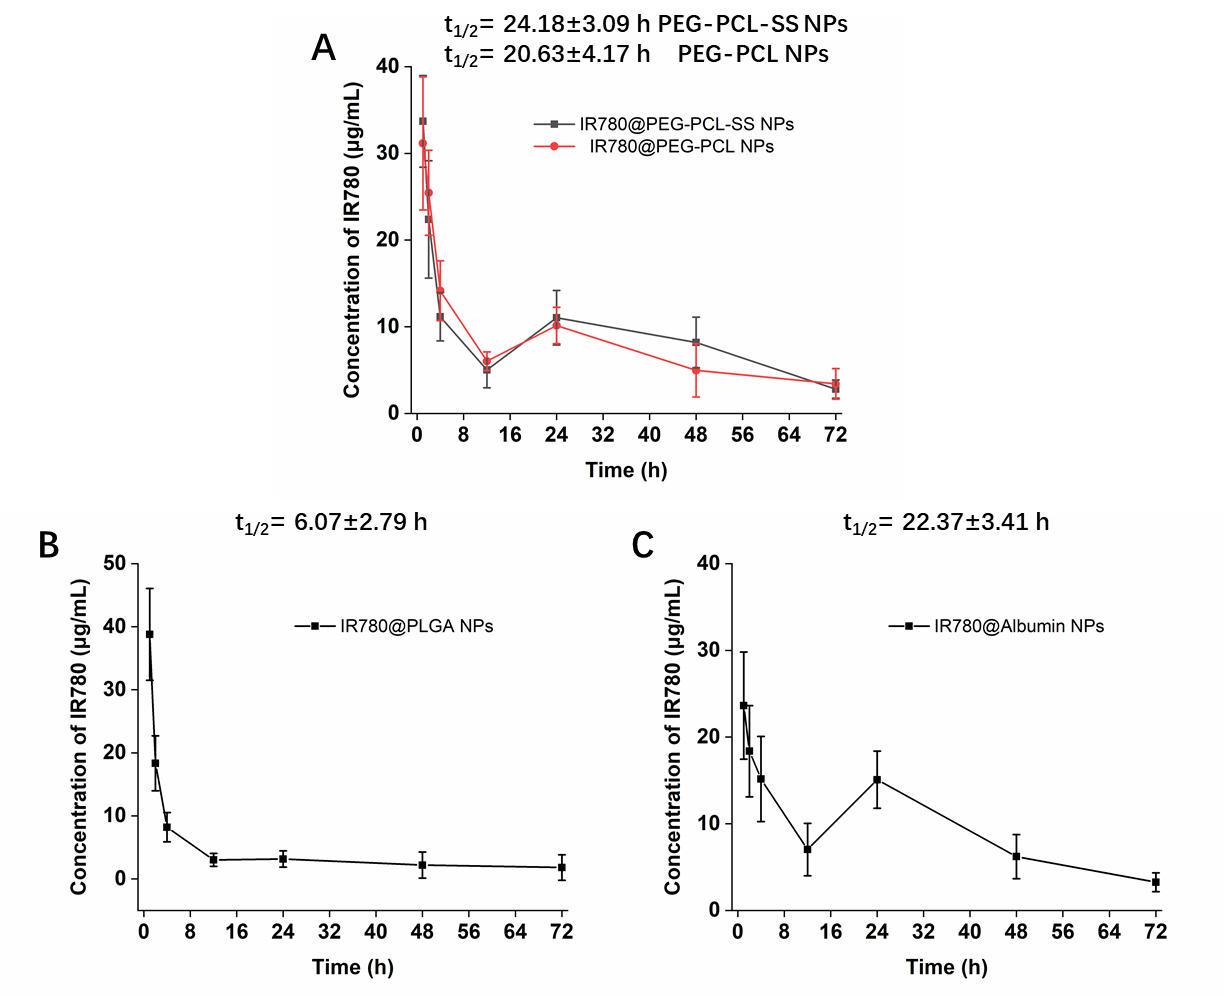 t1/2= 24.18±3.09 h PEG-PCL-SS NPs
t1/2= 20.63±4.17 h PEG-PCL NPs
A
40
30
20
10
0
Concentration of IR780 (μg/mL)
IR780@PEG-PCL-SS NPs
IR780@PEG-PCL NPs
0 8 16 24 32 40 48 56 64 72
Time (h)
t1/2= 6.07±2.79 h
B
50
40
30
20
10
0
Concentration of IR780 (μg/mL)
IR780@PLGA NPs
0 8 16 24 32 40 48 56 64 72
Time (h)
t1/2= 22.37±3.41 h
C
40
30
20
10
0
Concentration of IR780 (μg/mL)
IR780@Albumin NPs
0 8 16 24 32 40 48 56 64 72
Time (h)